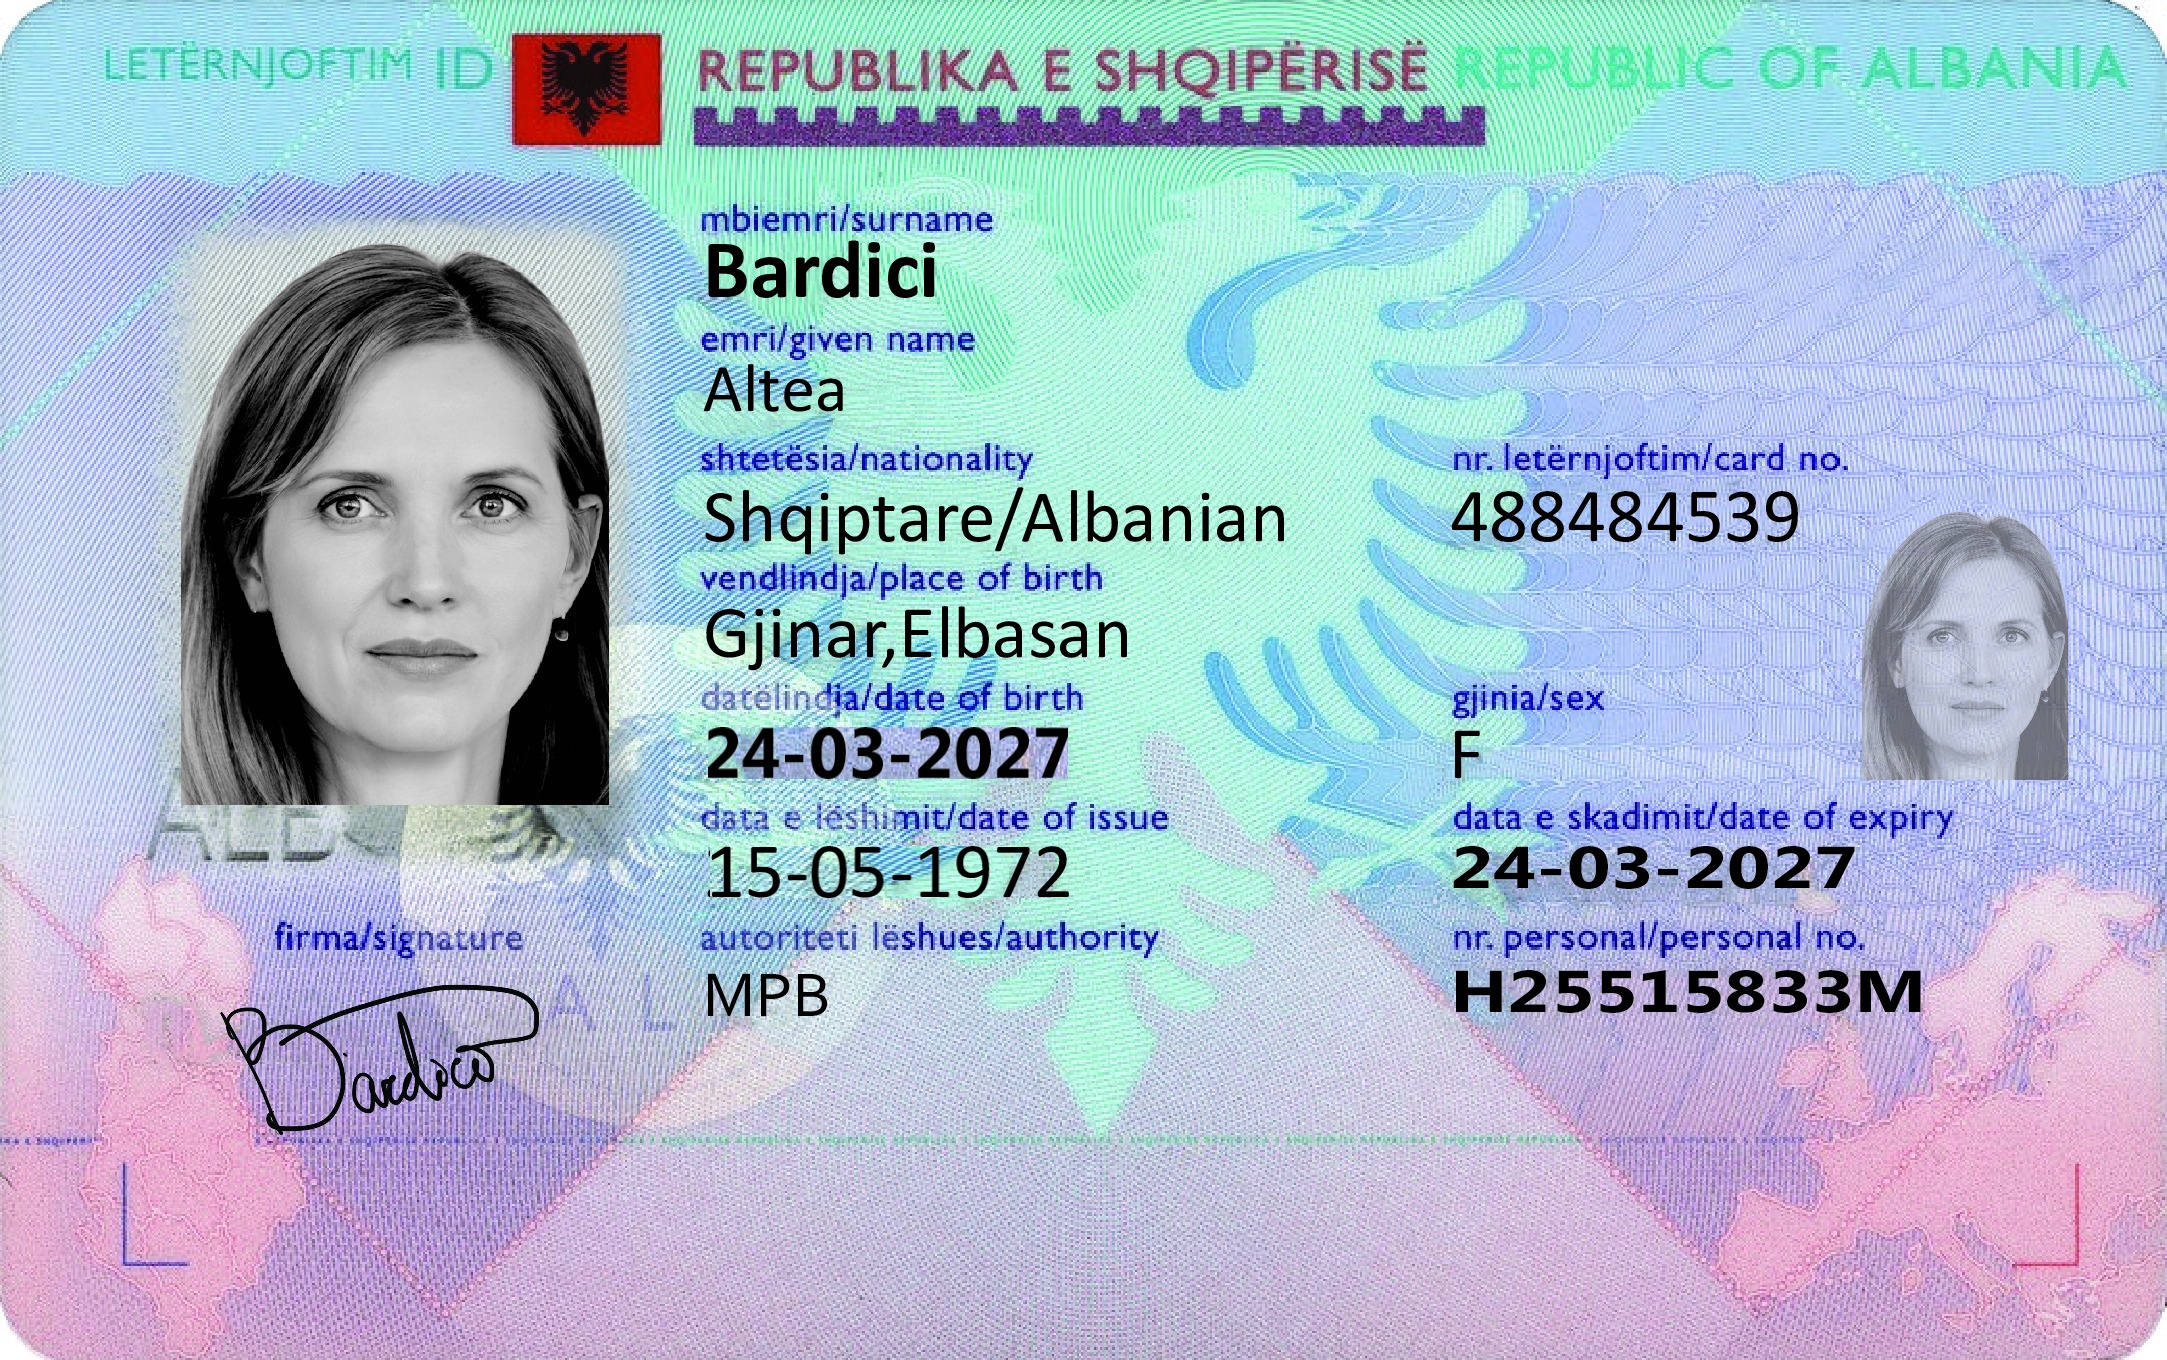 LETËRNJOFTIM ID REPUBLIKA E SHQIPËRISË REPUBLIC OF ALBANIA
mbiemri/surname
Bardici
emri/given name
Altea
shtetësia/nationality nr. letërnjoftim/card no.
Shqiptare/Albanian 488484539
vendlindja/place of birth
Gjinar,Elbasan
datëlindja/date of birth gjinia/sex
24-03-2027 F
data e lëshimit/date of issue data e skadimit/date of expiry
15-05-1972 24-03-2027
firma/signature autoriteti lëshues/authority nr. personal/personal no.
MPB H25515833M
Bardici